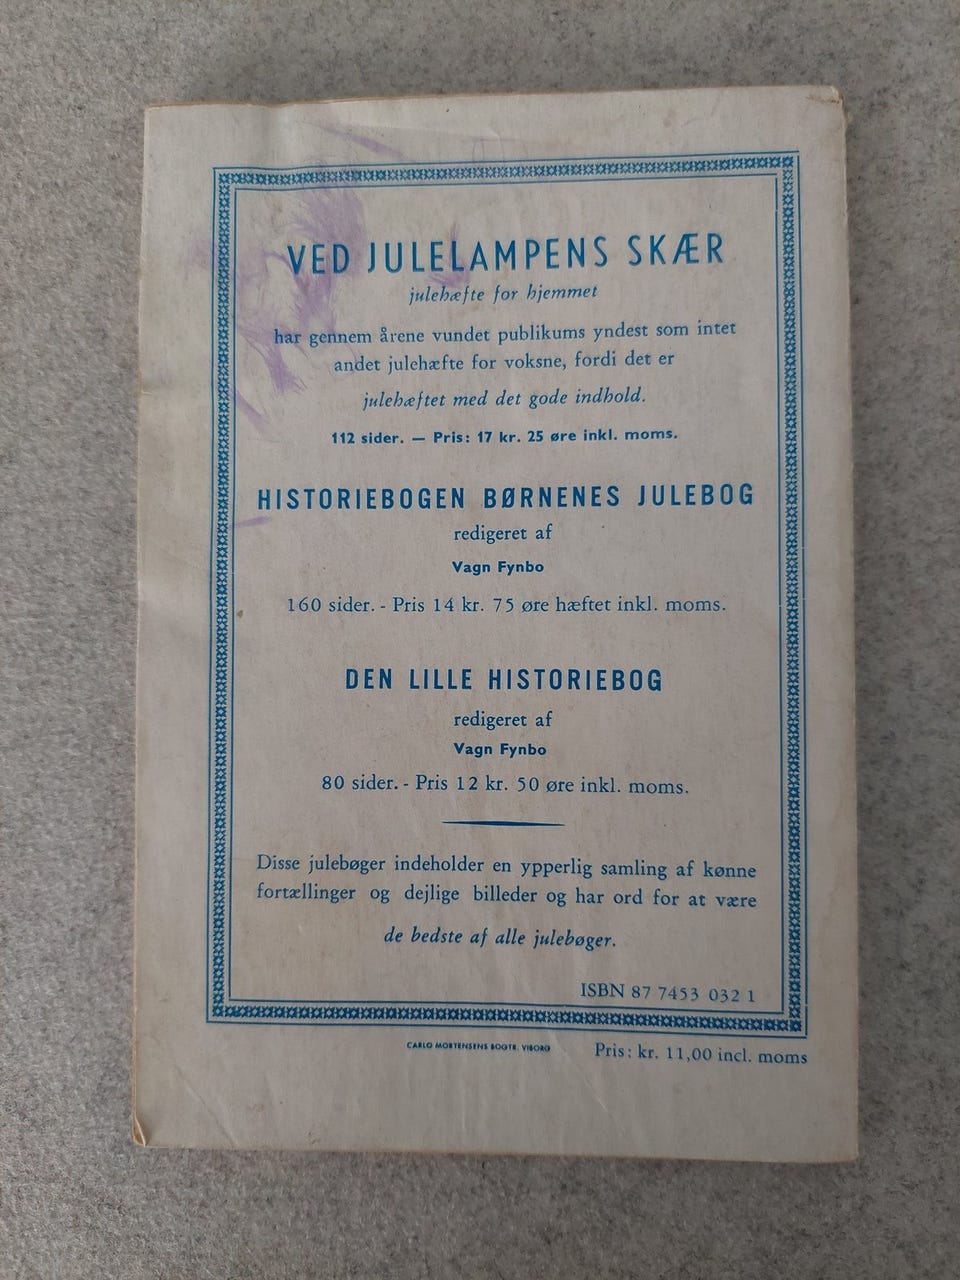 VED JULELAMPENS SKÆR
julehæfte for hjemmet
har gennem årene vundet publikums yndest som intet
andet julehæfte for voksne, fordi det er
julehæftet med det gode indhold.
112 sider. — Pris: 17 kr. 25 øre inkl. moms.
HISTORIEBOGEN BØRNENES JULEBOG
redigeret af
Vagn Fynbo
160 sider. - Pris 14 kr. 75 øre hæftet inkl. moms.
DEN LILLE HISTORIEBOG
redigeret af
Vagn Fynbo
80 sider. - Pris 12 kr. 50 øre inkl. moms.
Disse julebøger indeholder en ypperlig samling af kønne
fortællinger og dejlige billeder og har ord for at være
de bedste af alle julebøger.
ISBN 87 7453 032 1
CARLO MORTENSENS BOGTR. VIBORG
Pris: kr. 11,00 incl. moms